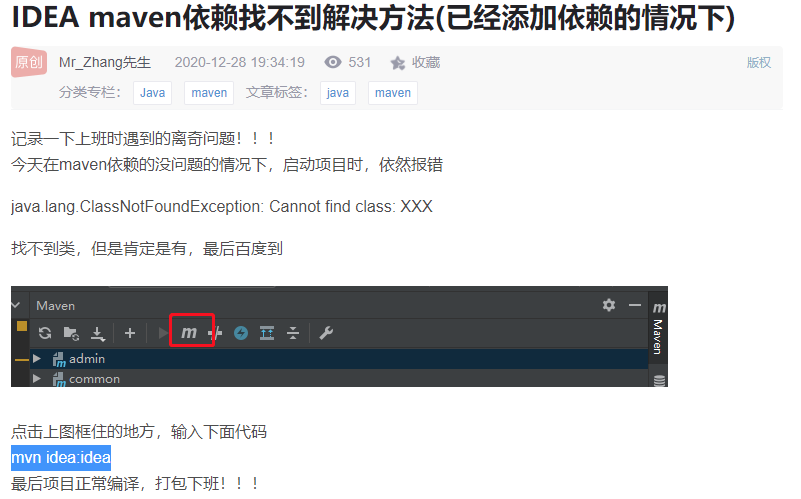 IDEA maven依赖找不到解决方法(已经添加依赖的情况下)
原创 Mr_Zhang先生 2020-12-28 19:34:19 531 收藏 版权
分类专栏： Java maven 文章标签： java maven
记录一下上班时遇到的离奇问题！！！
今天在maven依赖的没问题的情况下，启动项目时，依然报错
java.lang.ClassNotFoundException: Cannot find class: XXX
找不到类，但是肯定是有，最后百度到
Maven
m
Maven
admin
common
点击上图框住的地方，输入下面代码
mvn idea:idea
最后项目正常编译，打包下班！！！